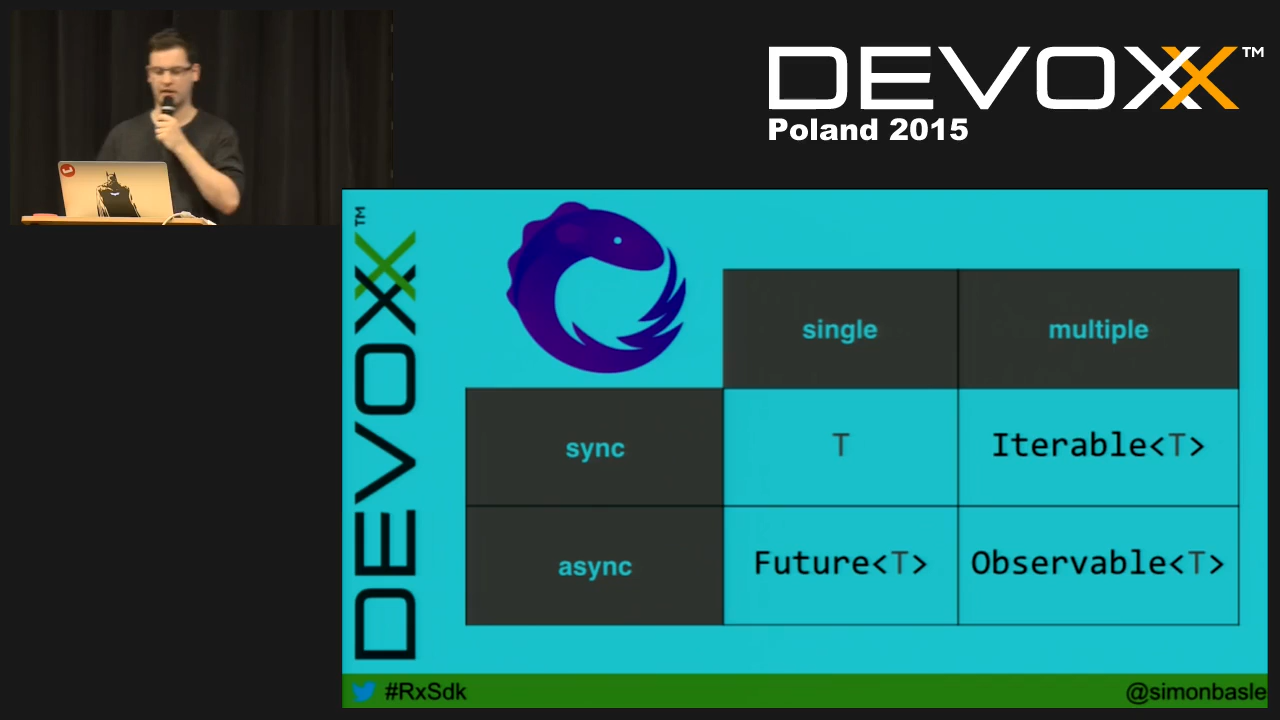 DEVOXX™
Poland 2015
DEVOXX™
single multiple
sync T Iterable<T>
async Future<T> Observable<T>
#RxSdk @simonbasle